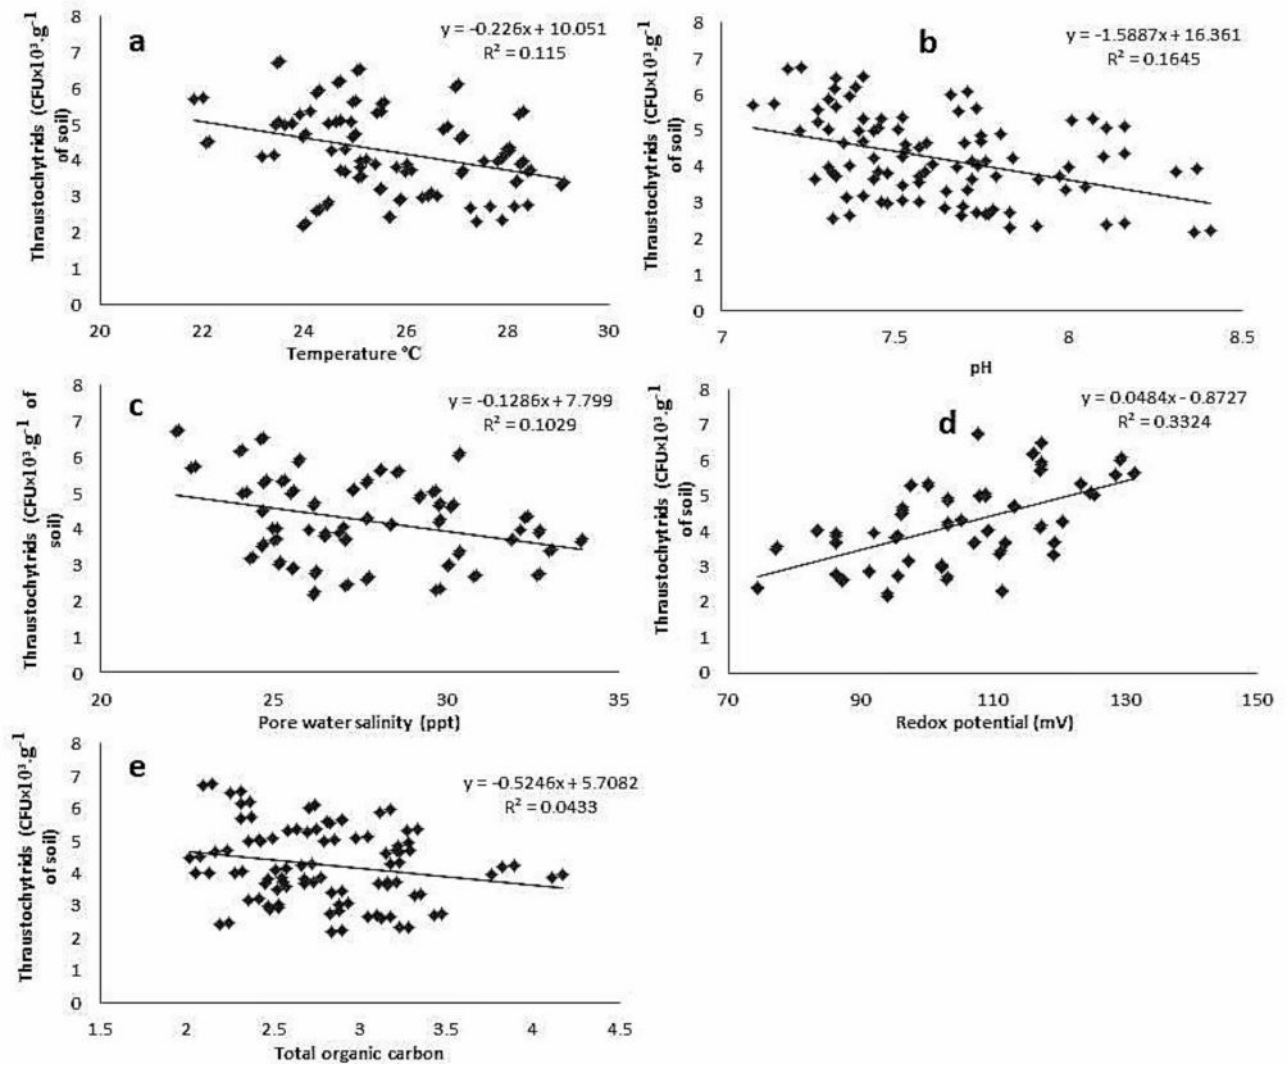 a
y = -0.226x + 10.051
R² = 0.115
Thraustochytrids (CFU×10³.g⁻¹
of soil)
8
7
6
5
4
3
2
1
0
20 22 24 26 28 30
Temperature °C
b
y = -1.5887x + 16.361
R² = 0.1645
Thraustochytrids (CFU×10³.g⁻¹
of soil)
8
7
6
5
4
3
2
1
0
7 7.5 8 8.5
pH
c
y = -0.1286x + 7.799
R² = 0.1029
Thraustochytrids (CFU×10³.g⁻¹ of
soil)
8
7
6
5
4
3
2
1
0
20 25 30 35
Pore water salinity (ppt)
d
y = 0.0484x - 0.8727
R² = 0.3324
Thraustochytrids (CFU×10³.g⁻¹
of soil)
8
7
6
5
4
3
2
1
0
70 90 110 130 150
Redox potential (mV)
e
y = -0.5246x + 5.7082
R² = 0.0433
Thraustochytrids (CFU×10³.g⁻¹
of soil)
8
7
6
5
4
3
2
1
0
1.5 2 2.5 3 3.5 4 4.5
Total organic carbon